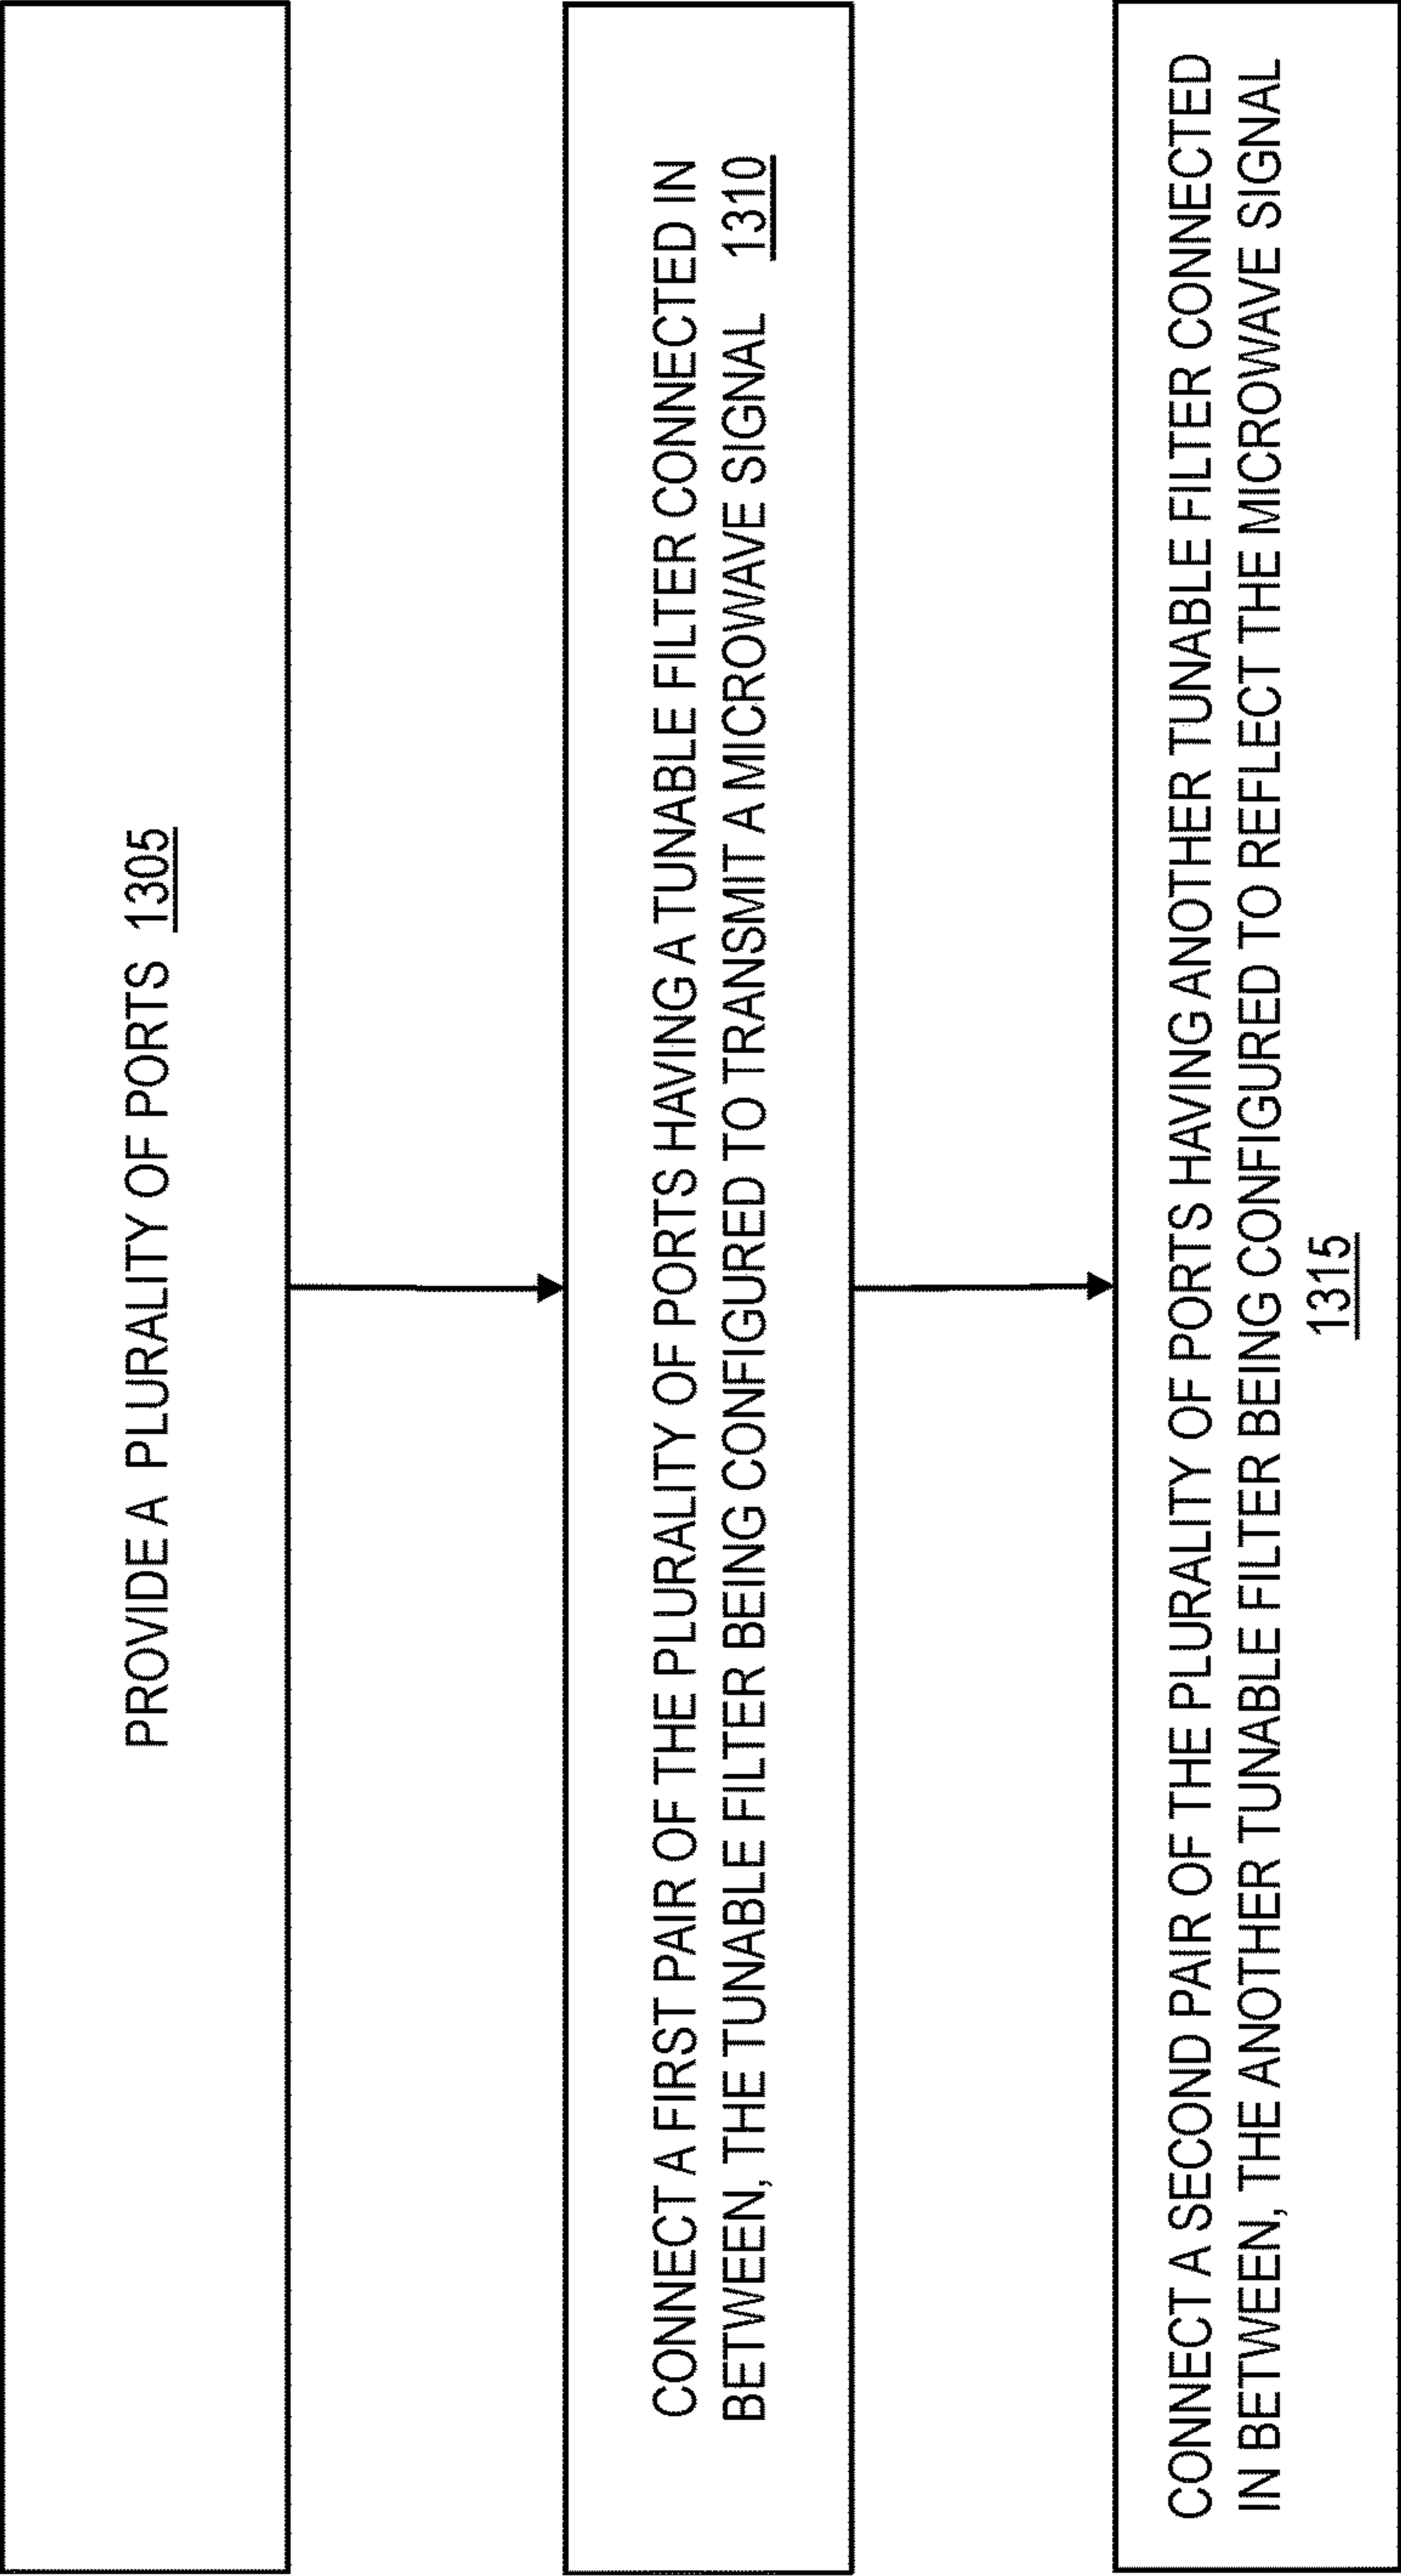 PROVIDE A PLURALITY OF PORTS 1305
CONNECT A FIRST PAIR OF THE PLURALITY OF PORTS HAVING A TUNABLE FILTER CONNECTED IN
BETWEEN, THE TUNABLE FILTER BEING CONFIGURED TO TRANSMIT A MICROWAVE SIGNAL 1310
CONNECT A SECOND PAIR OF THE PLURALITY OF PORTS HAVING ANOTHER TUNABLE FILTER CONNECTED
IN BETWEEN, THE ANOTHER TUNABLE FILTER BEING CONFIGURED TO REFLECT THE MICROWAVE SIGNAL
1315